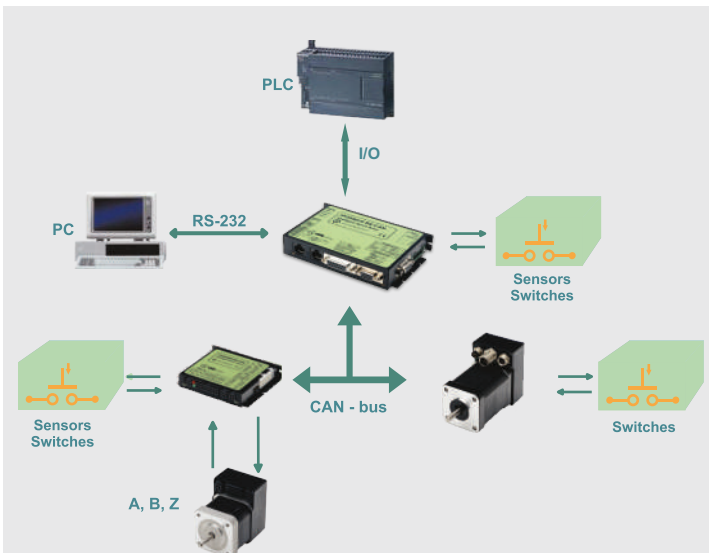 PLC
I/O
PC
RS-232
Sensors
Switches
CAN - bus
Sensors
Switches
Switches
A, B, Z